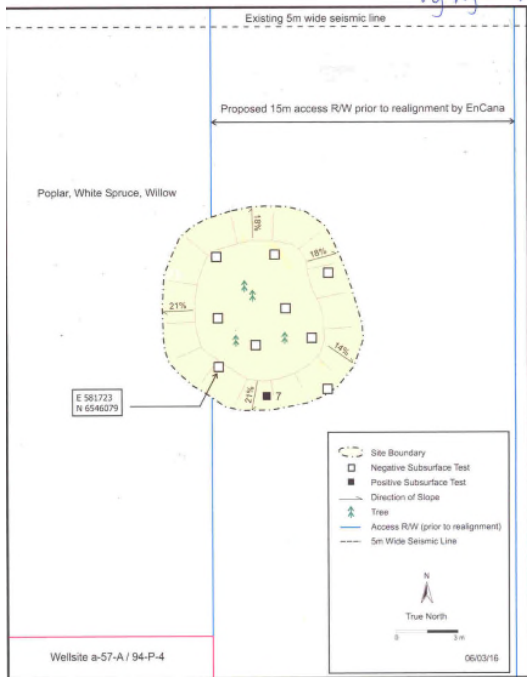 Existing 5m wide seismic line
Proposed 15m access R/W prior to realignment by EnCana
Poplar, White Spruce, Willow
18%
18%
21%
14%
21%
7
E 581723
N 6546079
Site Boundary
Negative Subsurface Test
Positive Subsurface Test
Direction of Slope
Tree
Access R/W (prior to realignment)
5m Wide Seismic Line
N
True North
0 3 m
Wellsite a-57-A / 94-P-4
06/03/16